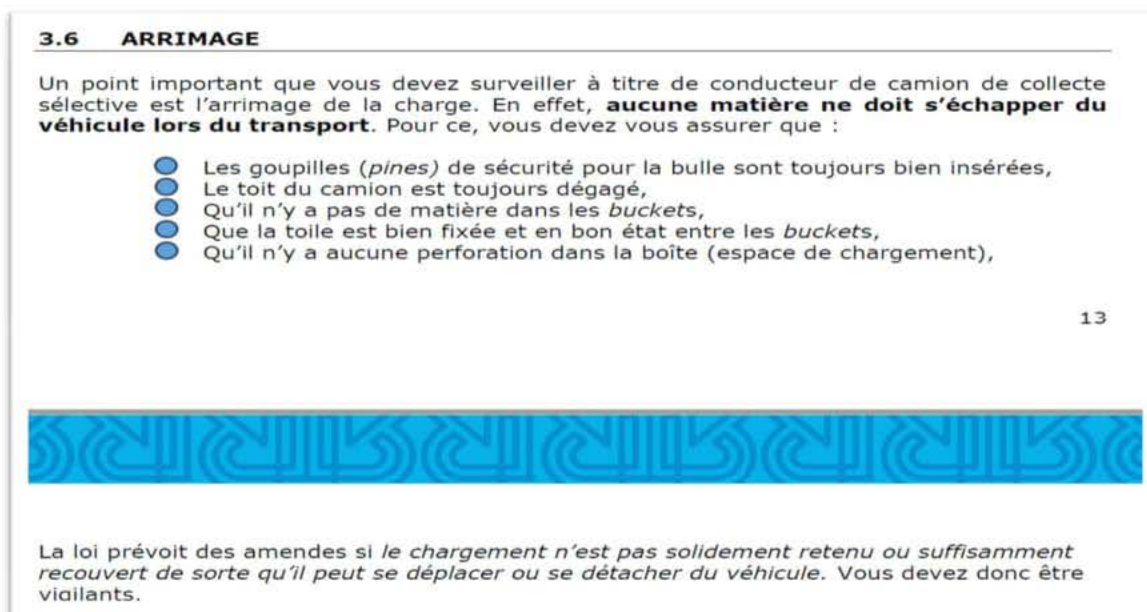 3.6 ARRIMAGE
Un point important que vous devez surveiller à titre de conducteur de camion de collecte
sélective est l'arrimage de la charge. En effet, aucune matière ne doit s'échapper du
véhicule lors du transport. Pour ce, vous devez vous assurer que :
Les goupilles (pines) de sécurité pour la bulle sont toujours bien insérées,
Le toit du camion est toujours dégagé,
Qu'il n'y a pas de matière dans les buckets,
Que la toile est bien fixée et en bon état entre les buckets,
Qu'il n'y a aucune perforation dans la boîte (espace de chargement),
13
La loi prévoit des amendes si le chargement n'est pas solidement retenu ou suffisamment
recouvert de sorte qu'il peut se déplacer ou se détacher du véhicule. Vous devez donc être
vigilants.